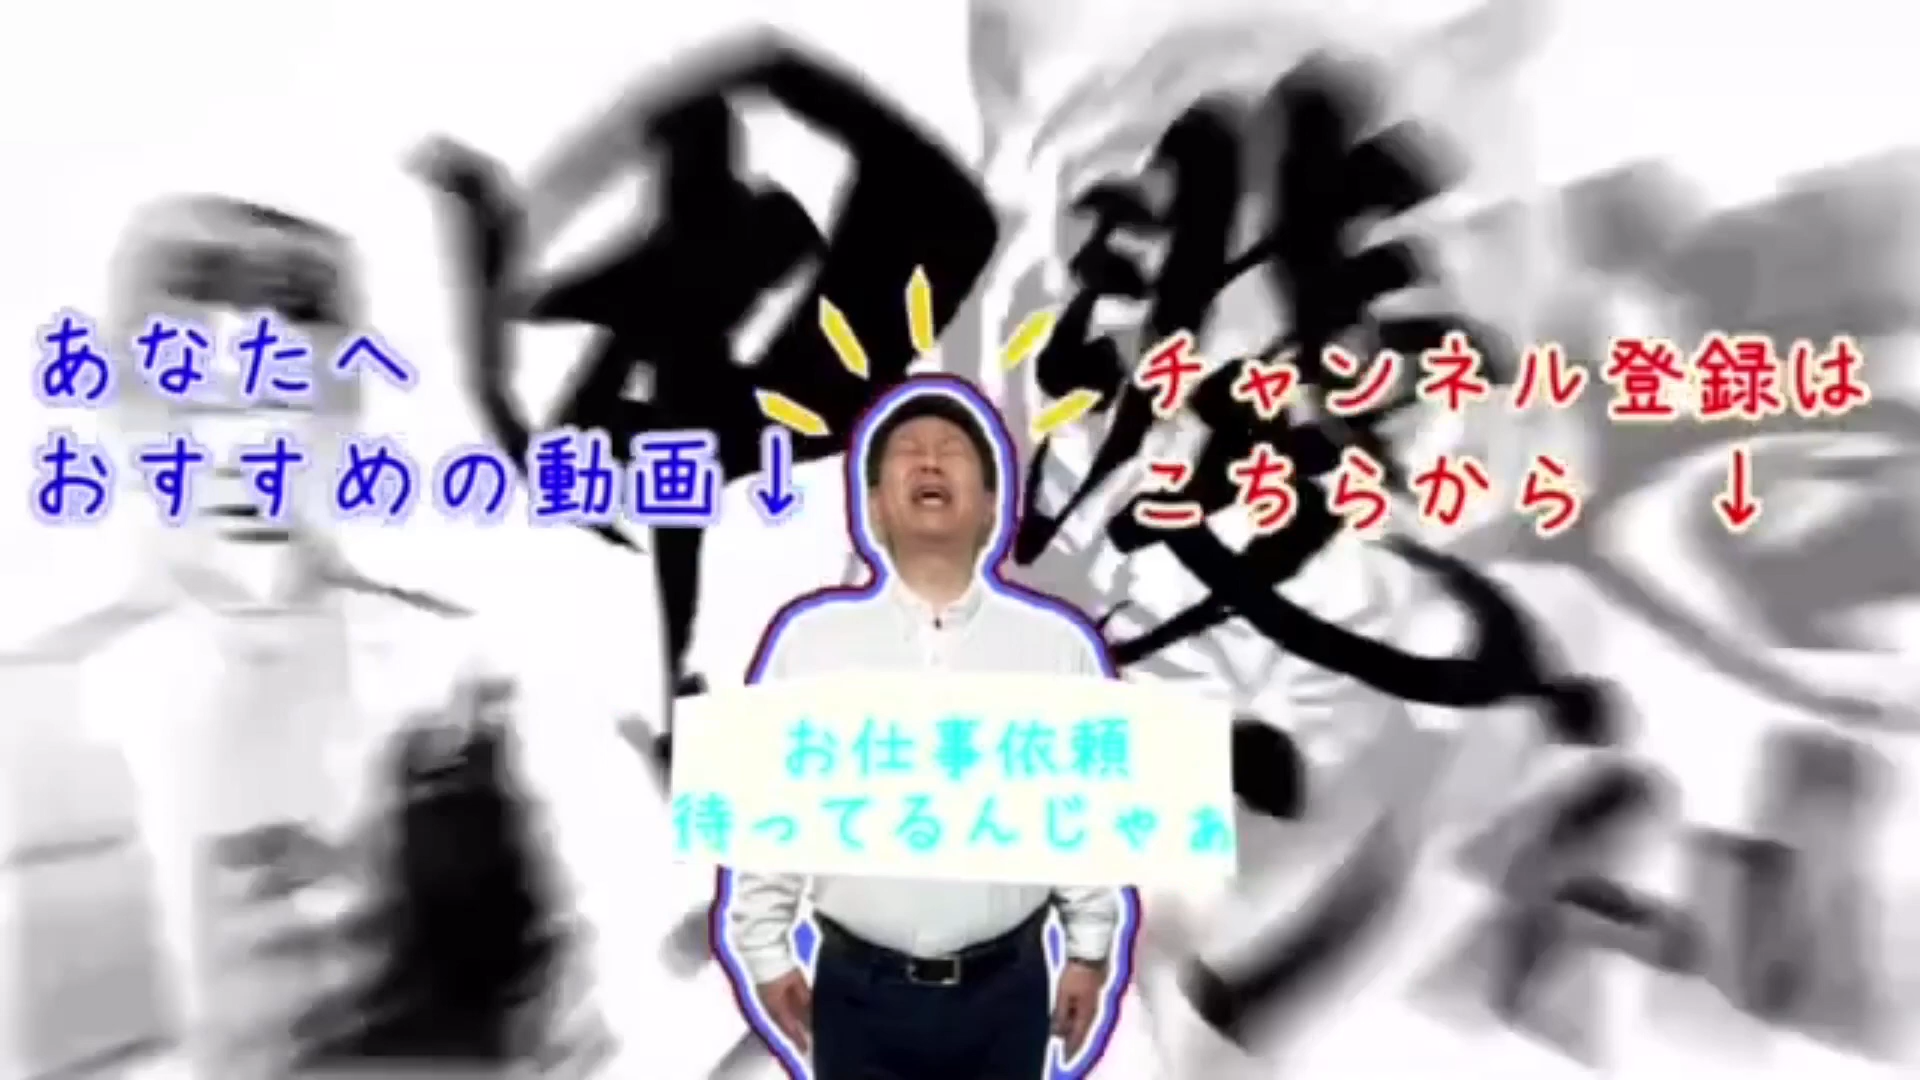 あなたへ
おすすめの動画↓
チャンネル登録は
こちらから ↓
お仕事依頼
待ってるんじゃぁ